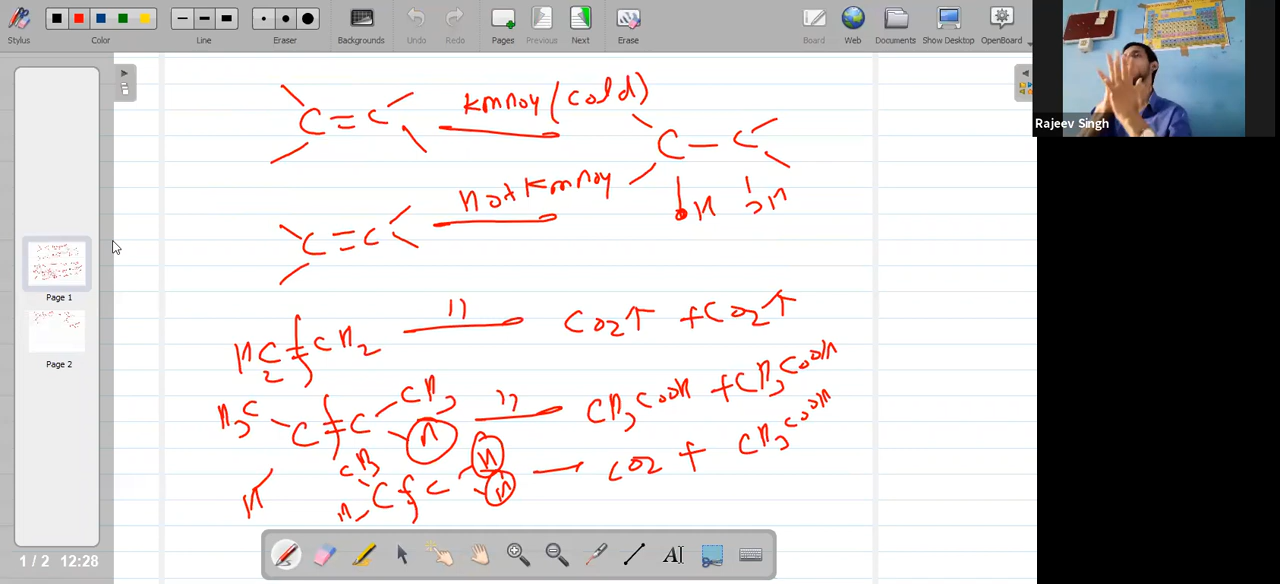 Stylus
Color
Line
Eraser
Backgrounds
Undo
Redo
Pages
Previous
Next
Erase
Board
Web
Documents
Show Desktop
OpenBoard
Rajeev Singh
C=C KMnO4 (cold) C-C
OH OH
C=C Hot KMnO4
H2C=CH2 " CO2↑ + CO2↑
H3C C=C CH3 H " CH3COOH + CH3COOH
H
CH3 H C=C H H → CO2 + CH3COOH
Page 1
Page 2
1 / 2 12:28